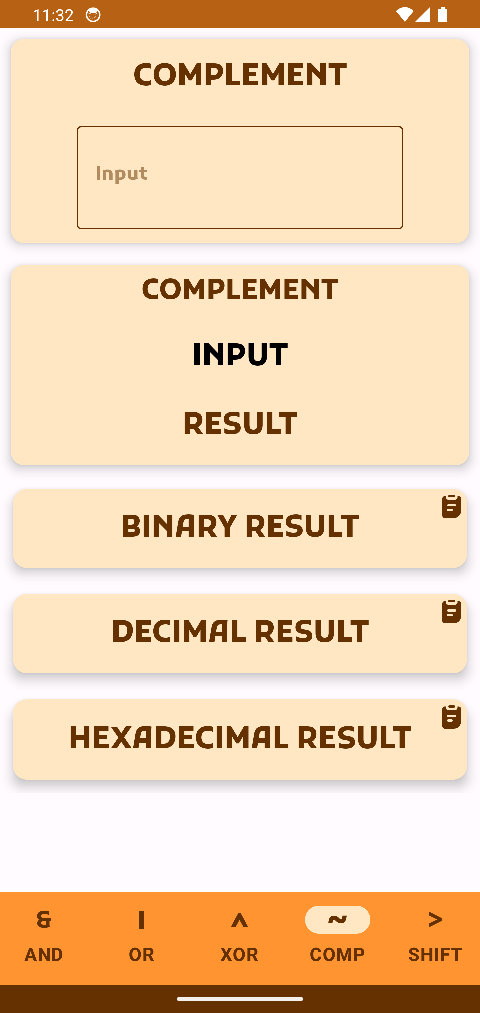 11:32
COMPLEMENT
Input
COMPLEMENT
INPUT
RESULT
BINARY RESULT
DECIMAL RESULT
HEXADECIMAL RESULT
& | ^ ~ >
AND OR XOR COMP SHIFT